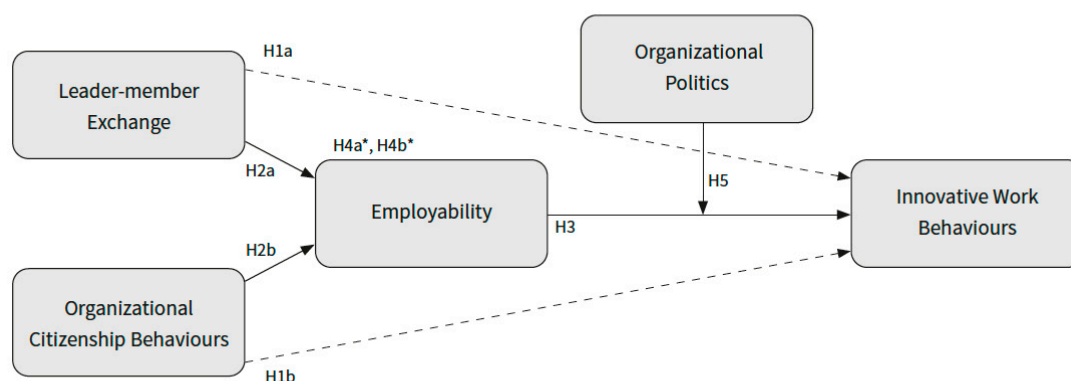 H1a
Organizational
Politics
Leader-member
Exchange
H4a*, H4b*
H2a
H5
Employability
Innovative Work
Behaviours
H3
H2b
Organizational
Citizenship Behaviours
H1b